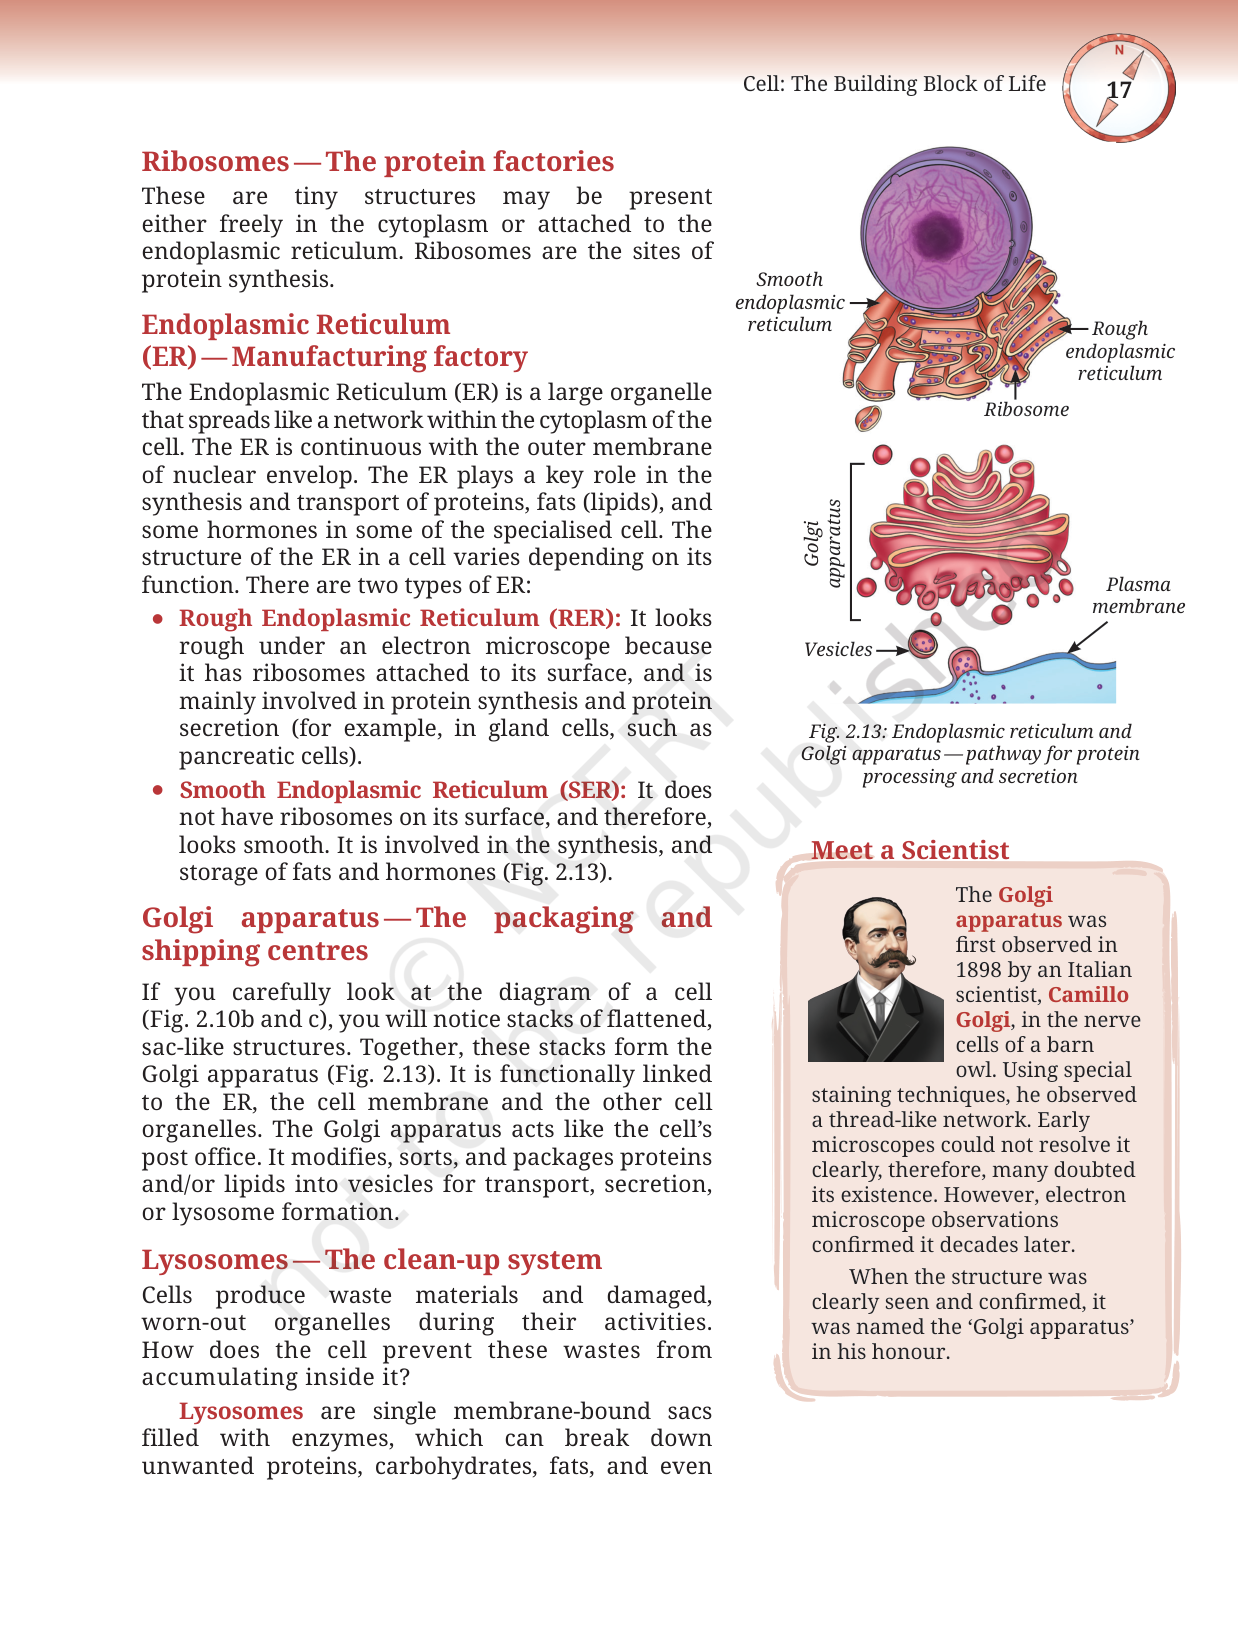 Cell: The Building Block of Life
N
17
Ribosomes — The protein factories
These are tiny structures may be present
either freely in the cytoplasm or attached to the
endoplasmic reticulum. Ribosomes are the sites of
protein synthesis.
Endoplasmic Reticulum
(ER) — Manufacturing factory
The Endoplasmic Reticulum (ER) is a large organelle
that spreads like a network within the cytoplasm of the
cell. The ER is continuous with the outer membrane
of nuclear envelop. The ER plays a key role in the
synthesis and transport of proteins, fats (lipids), and
some hormones in some of the specialised cell. The
structure of the ER in a cell varies depending on its
function. There are two types of ER:
• Rough Endoplasmic Reticulum (RER): It looks
rough under an electron microscope because
it has ribosomes attached to its surface, and is
mainly involved in protein synthesis and protein
secretion (for example, in gland cells, such as
pancreatic cells).
• Smooth Endoplasmic Reticulum (SER): It does
not have ribosomes on its surface, and therefore,
looks smooth. It is involved in the synthesis, and
storage of fats and hormones (Fig. 2.13).
Golgi apparatus — The packaging and
shipping centres
If you carefully look at the diagram of a cell
(Fig. 2.10b and c), you will notice stacks of flattened,
sac-like structures. Together, these stacks form the
Golgi apparatus (Fig. 2.13). It is functionally linked
to the ER, the cell membrane and the other cell
organelles. The Golgi apparatus acts like the cell’s
post office. It modifies, sorts, and packages proteins
and/or lipids into vesicles for transport, secretion,
or lysosome formation.
Lysosomes — The clean-up system
Cells produce waste materials and damaged,
worn-out organelles during their activities.
How does the cell prevent these wastes from
accumulating inside it?
Lysosomes are single membrane-bound sacs
filled with enzymes, which can break down
unwanted proteins, carbohydrates, fats, and even
Smooth
endoplasmic
reticulum
Rough
endoplasmic
reticulum
Ribosome
Golgi
apparatus
Plasma
membrane
Vesicles
Fig. 2.13: Endoplasmic reticulum and
Golgi apparatus — pathway for protein
processing and secretion
Meet a Scientist
The Golgi
apparatus was
first observed in
1898 by an Italian
scientist, Camillo
Golgi, in the nerve
cells of a barn
owl. Using special
staining techniques, he observed
a thread-like network. Early
microscopes could not resolve it
clearly, therefore, many doubted
its existence. However, electron
microscope observations
confirmed it decades later.
When the structure was
clearly seen and confirmed, it
was named the ‘Golgi apparatus’
in his honour.
© NCERT
not to be republished